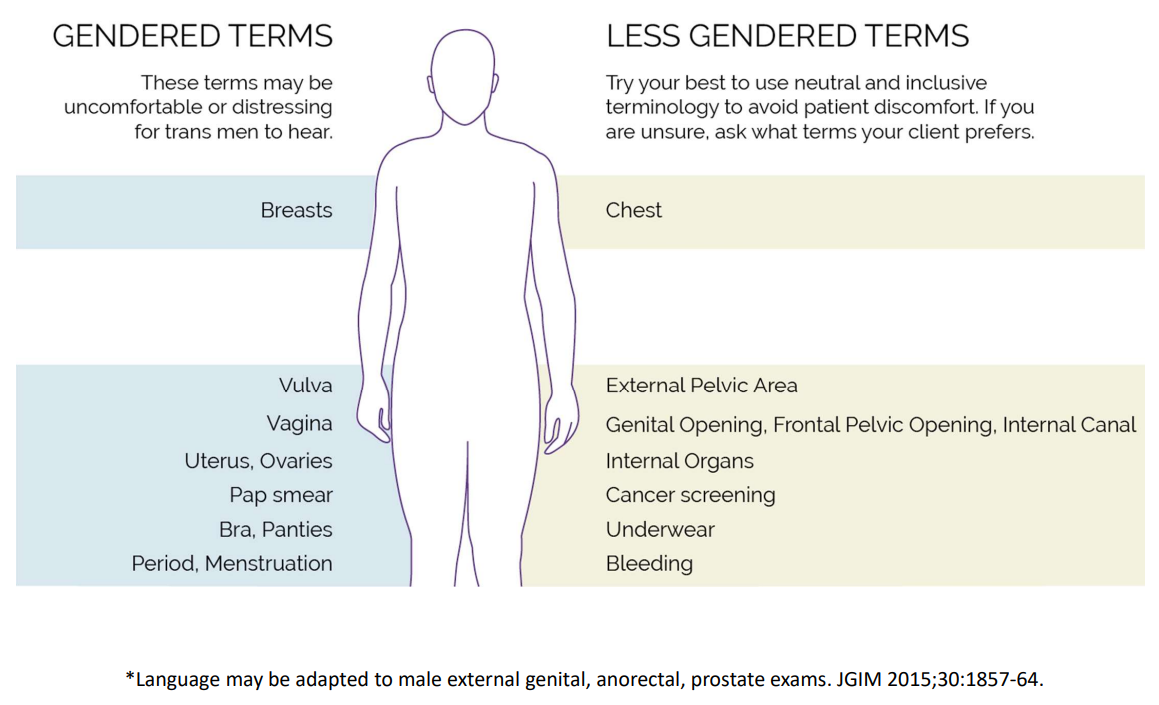 GENDERED TERMS
These terms may be
uncomfortable or distressing
for trans men to hear.
LESS GENDERED TERMS
Try your best to use neutral and inclusive
terminology to avoid patient discomfort. If you
are unsure, ask what terms your client prefers.
Breasts
Chest
Vulva
External Pelvic Area
Vagina
Genital Opening, Frontal Pelvic Opening, Internal Canal
Uterus, Ovaries
Internal Organs
Pap smear
Cancer screening
Bra, Panties
Underwear
Period, Menstruation
Bleeding
*Language may be adapted to male external genital, anorectal, prostate exams. JGIM 2015;30:1857-64.